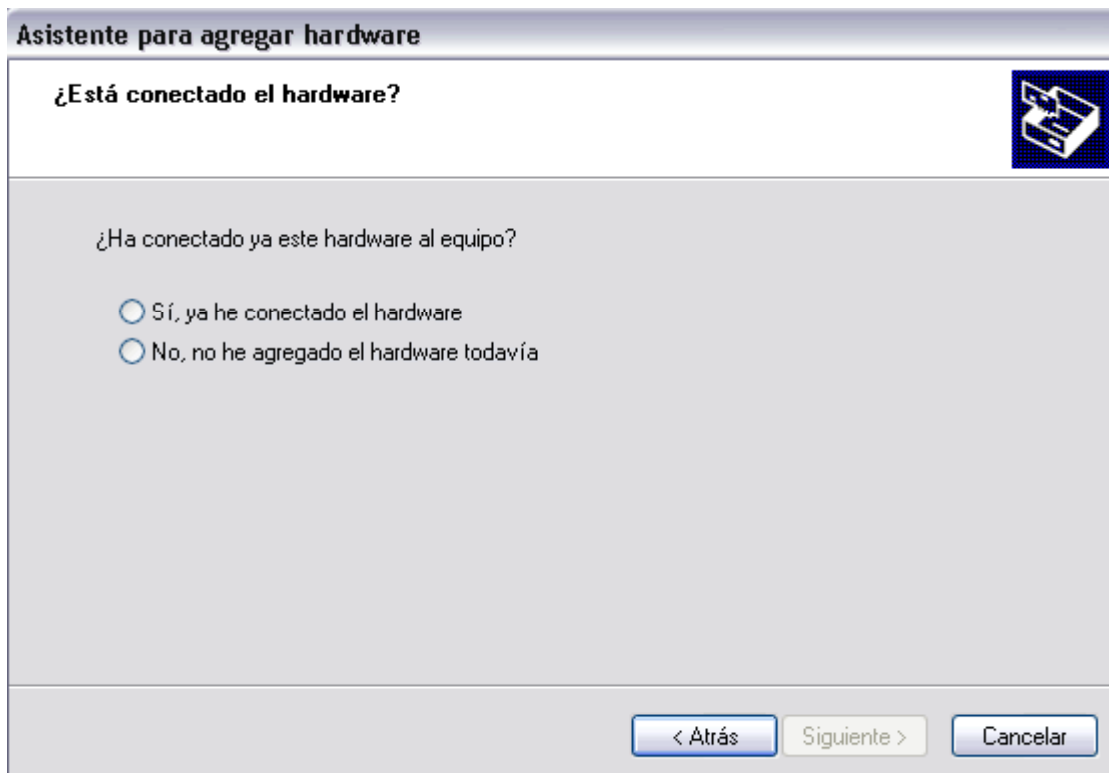 Asistente para agregar hardware
¿Está conectado el hardware?
¿Ha conectado ya este hardware al equipo?
Sí, ya he conectado el hardware
No, no he agregado el hardware todavía
< Atrás
Siguiente >
Cancelar